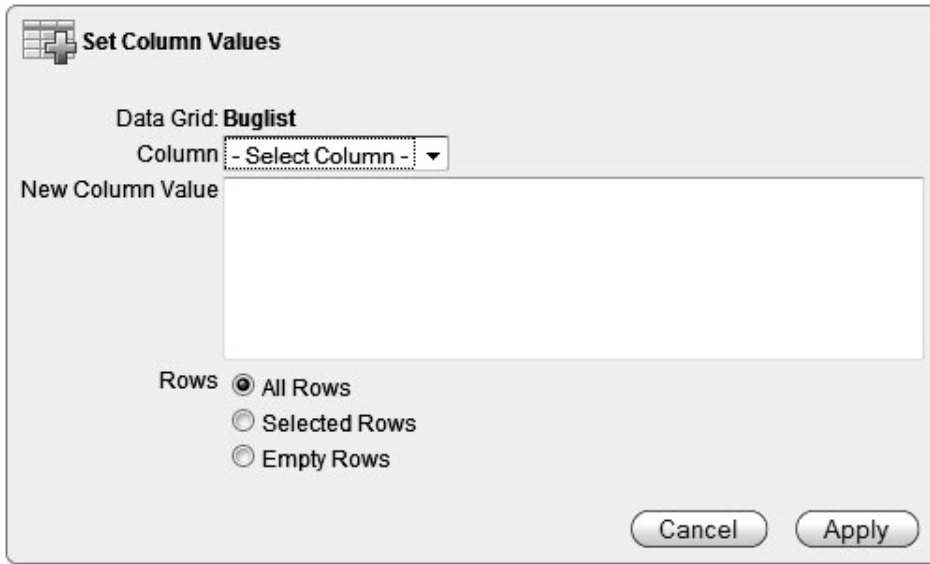 Set Column Values
Data Grid: Buglist
Column - Select Column -
New Column Value
Rows All Rows
Selected Rows
Empty Rows
Cancel Apply